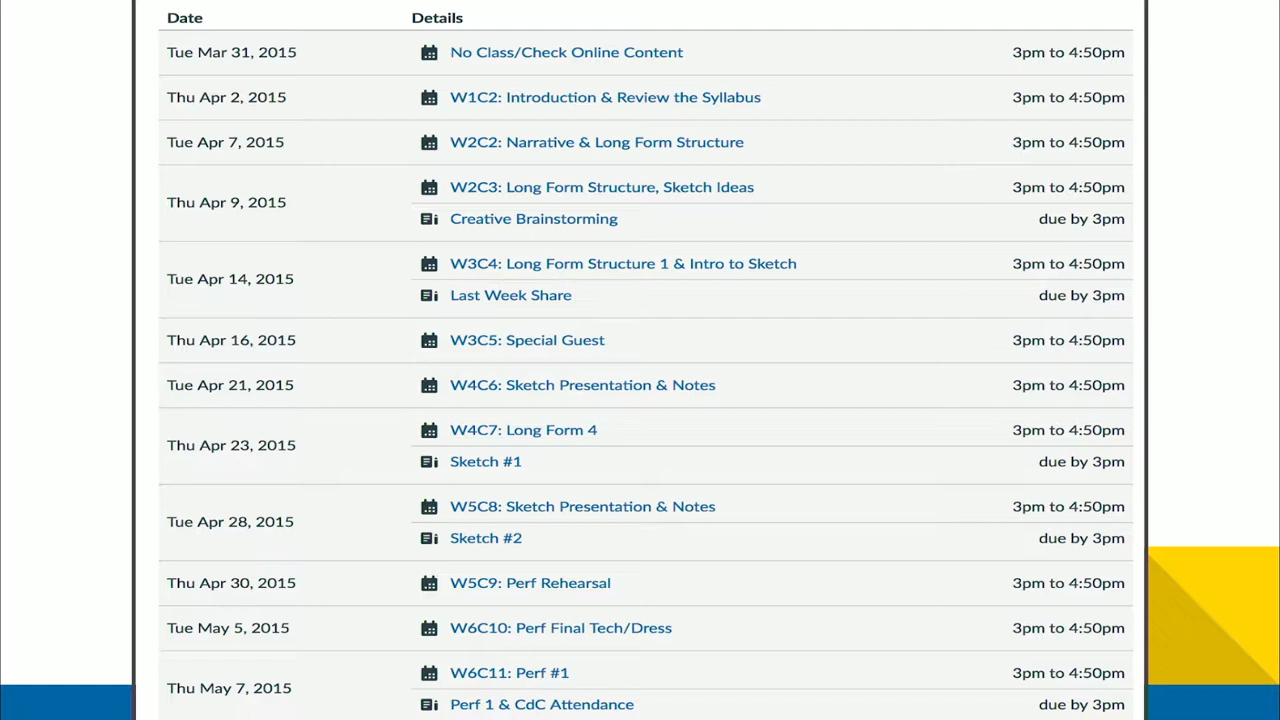 Date Details
Tue Mar 31, 2015 No Class/Check Online Content 3pm to 4:50pm
Thu Apr 2, 2015 W1C2: Introduction & Review the Syllabus 3pm to 4:50pm
Tue Apr 7, 2015 W2C2: Narrative & Long Form Structure 3pm to 4:50pm
W2C3: Long Form Structure, Sketch Ideas 3pm to 4:50pm
Thu Apr 9, 2015
Creative Brainstorming due by 3pm
W3C4: Long Form Structure 1 & Intro to Sketch 3pm to 4:50pm
Tue Apr 14, 2015
Last Week Share due by 3pm
Thu Apr 16, 2015 W3C5: Special Guest 3pm to 4:50pm
Tue Apr 21, 2015 W4C6: Sketch Presentation & Notes 3pm to 4:50pm
W4C7: Long Form 4 3pm to 4:50pm
Thu Apr 23, 2015
Sketch #1 due by 3pm
W5C8: Sketch Presentation & Notes 3pm to 4:50pm
Tue Apr 28, 2015
Sketch #2 due by 3pm
Thu Apr 30, 2015 W5C9: Perf Rehearsal 3pm to 4:50pm
Tue May 5, 2015 W6C10: Perf Final Tech/Dress 3pm to 4:50pm
W6C11: Perf #1 3pm to 4:50pm
Thu May 7, 2015
Perf 1 & CdC Attendance due by 3pm